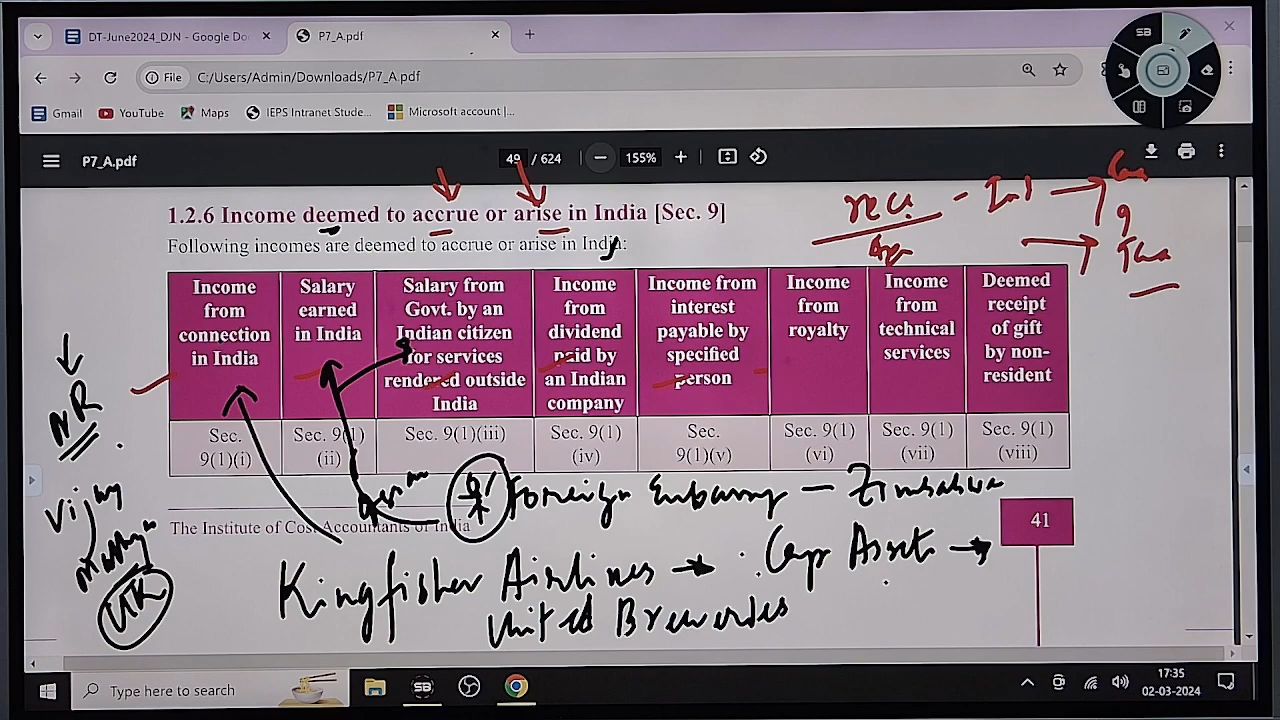 DT-June2024_DJN - Google Do
P7_A.pdf
File C:/Users/Admin/Downloads/P7_A.pdf
Gmail YouTube Maps IEPS Intranet Stude... Microsoft account |...
P7_A.pdf 49 / 624 155%
SB
1.2.6 Income deemed to accrue or arise in India [Sec. 9]
Following incomes are deemed to accrue or arise in India:
Income from connection in India
Salary earned in India
Salary from Govt. by an Indian citizen for services rendered outside India
Income from dividend paid by an Indian company
Income from interest payable by specified person
Income from royalty
Income from technical services
Deemed receipt of gift by non-resident
Sec. 9(1)(i)
Sec. 9(1)(ii)
Sec. 9(1)(iii)
Sec. 9(1)(iv)
Sec. 9(1)(v)
Sec. 9(1)(vi)
Sec. 9(1)(vii)
Sec. 9(1)(viii)
NR
Vijay
Mallya
UK
Foreign Embassy - Zimbabwe
The Institute of Cost Accountants of India
41
Kingfisher Airlines → Cap Assets →
United Breweries
Type here to search
SB
17:35
02-03-2024